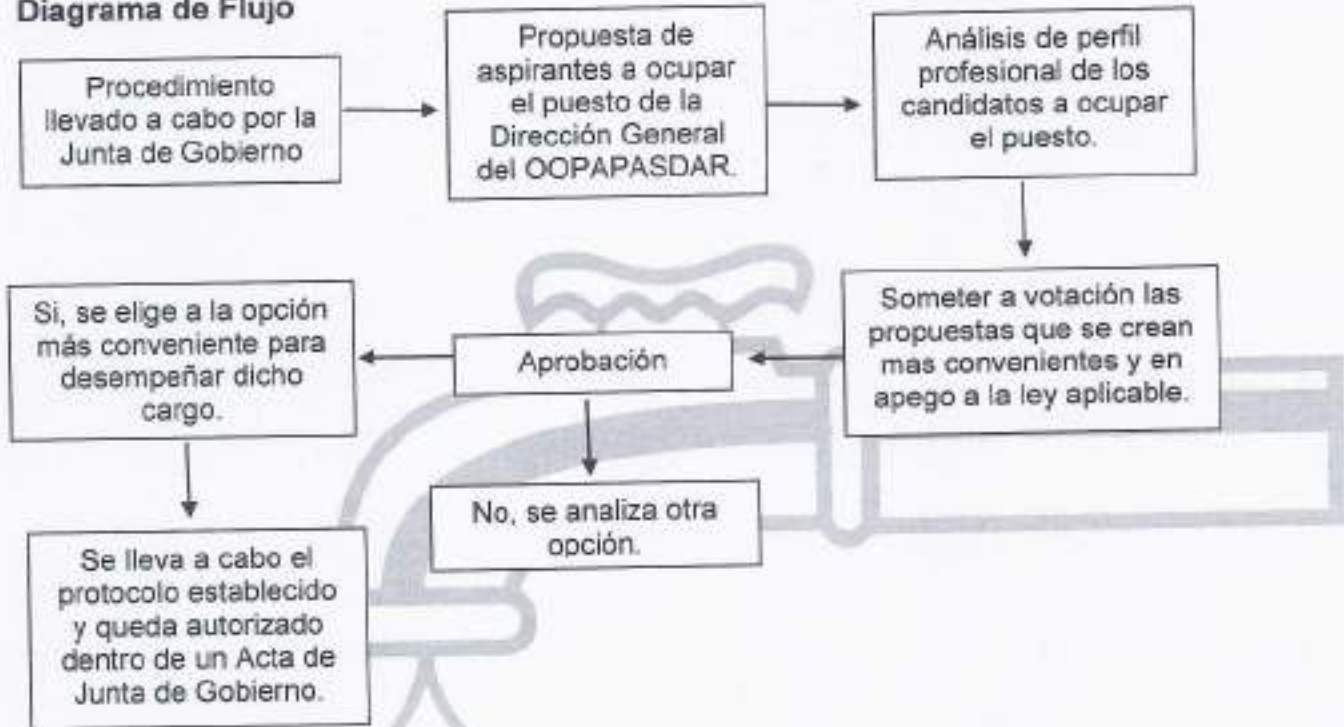 Diagrama de Flujo
Procedimiento
llevado a cabo por la
Junta de Gobierno
Propuesta de
aspirantes a ocupar
el puesto de la
Dirección General
del OOPAPASDAR.
Análisis de perfil
profesional de los
candidatos a ocupar
el puesto.
Someter a votación las
propuestas que se crean
mas convenientes y en
apego a la ley aplicable.
Aprobación
Si, se elige a la opción
más conveniente para
desempeñar dicho
cargo.
No, se analiza otra
opción.
Se lleva a cabo el
protocolo establecido
y queda autorizado
dentro de un Acta de
Junta de Gobierno.